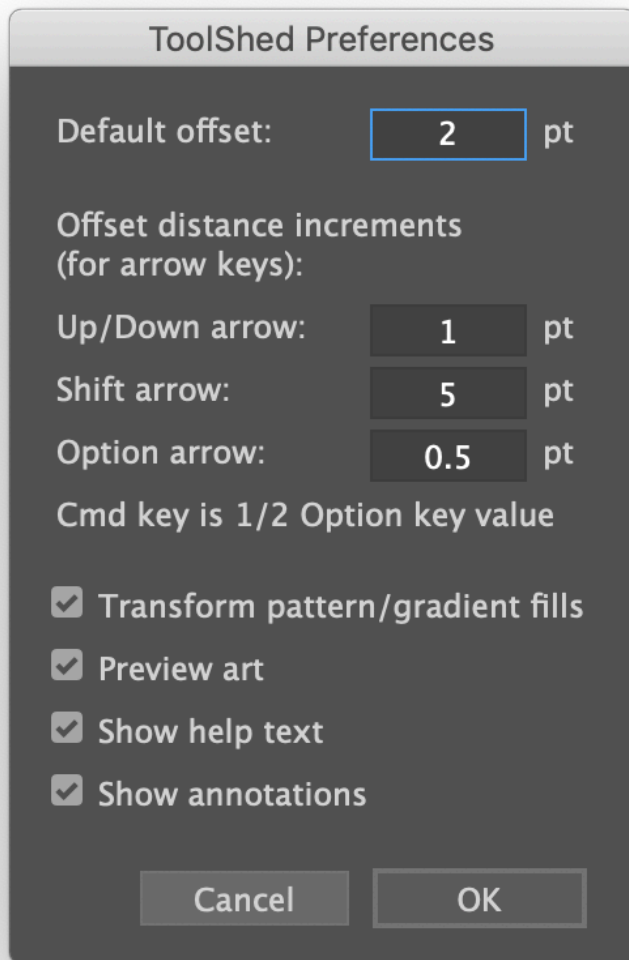 ToolShed Preferences
Default offset: 2 pt
Offset distance increments
(for arrow keys):
Up/Down arrow: 1 pt
Shift arrow: 5 pt
Option arrow: 0.5 pt
Cmd key is 1/2 Option key value
Transform pattern/gradient fills
Preview art
Show help text
Show annotations
Cancel OK